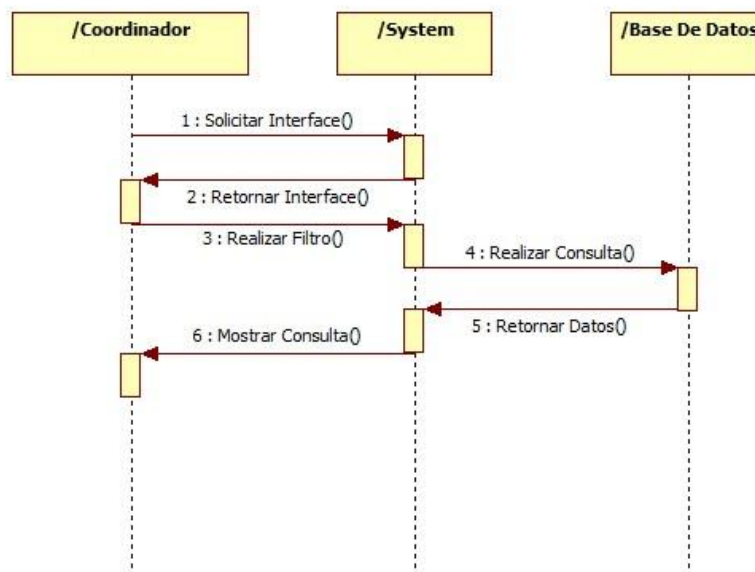 /Coordinador
/System
/Base De Datos
1 : Solicitar Interface()
2 : Retornar Interface()
3 : Realizar Filtro()
4 : Realizar Consulta()
5 : Retornar Datos()
6 : Mostrar Consulta()